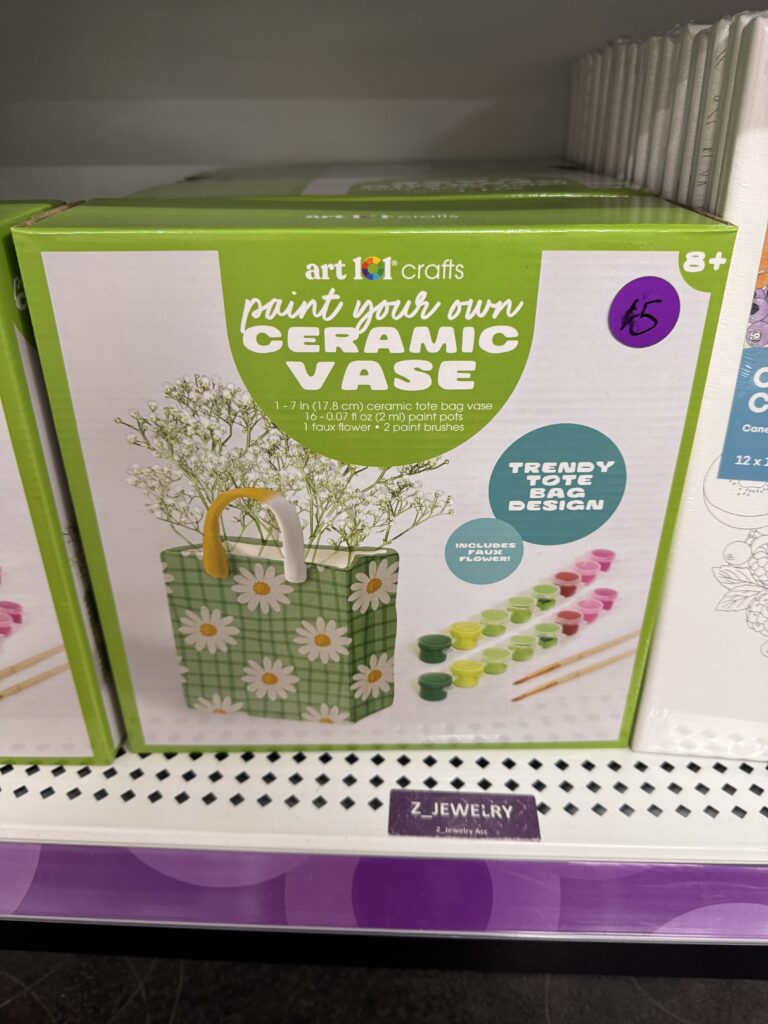 art 101® crafts
8+
paint your own
CERAMIC
VASE
$5
1 - 7 in (17.8 cm) ceramic tote bag vase
16 - 0.07 fl oz (2 ml) paint pots
1 faux flower • 2 paint brushes
TRENDY
TOTE
BAG
DESIGN
INCLUDES
FAUX
FLOWER!
Cane
12 x 1
Z_JEWELRY
Z_Jewelry Acc